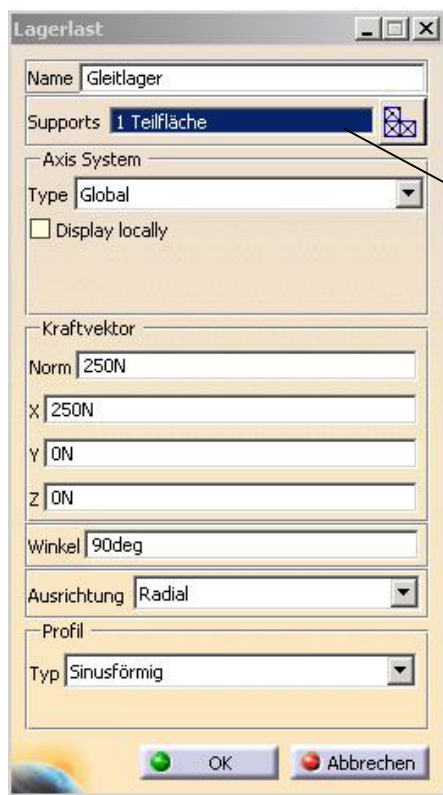 Lagerlast
Name Gleitlager
Supports 1 Teilfläche
Axis System
Type Global
Display locally
Kraftvektor
Norm 250N
X 250N
Y 0N
Z 0N
Winkel 90deg
Ausrichtung Radial
Profil
Typ Sinusförmig
OK Abbrechen